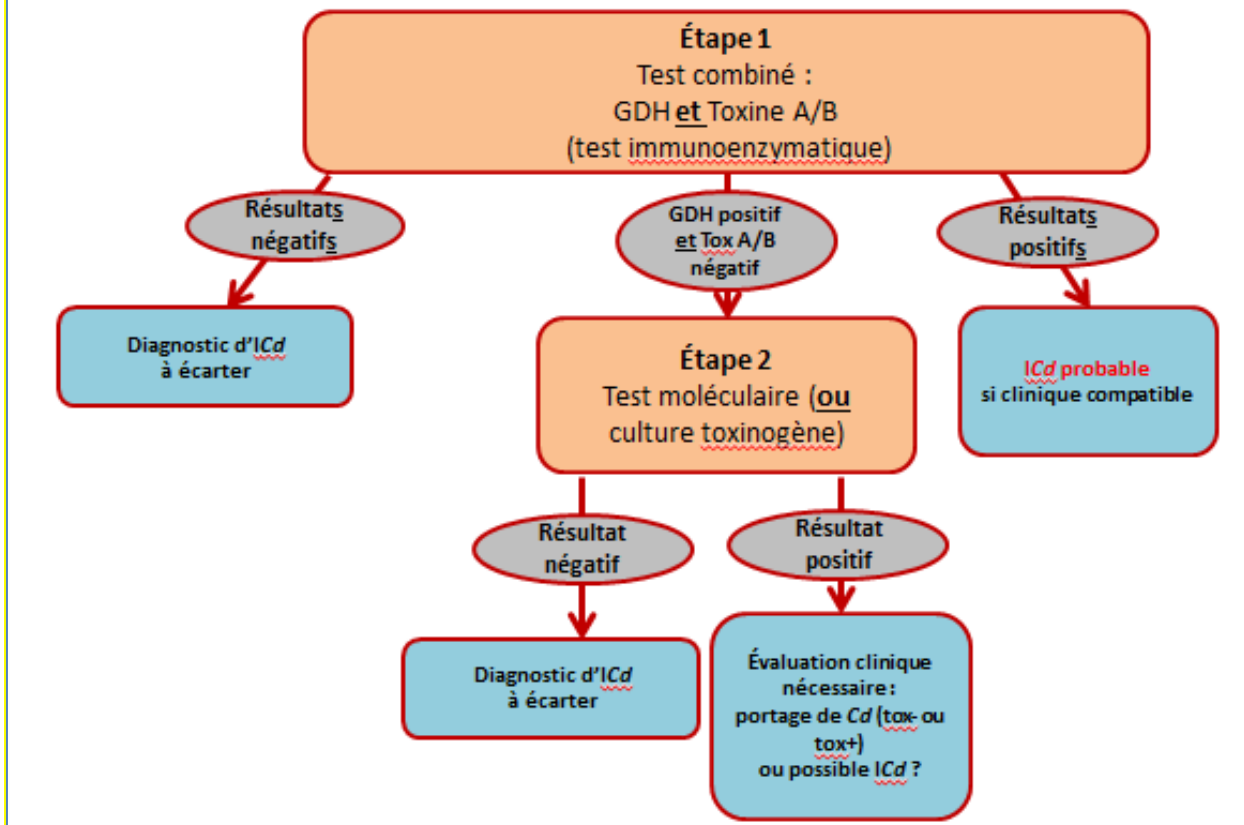 Étape 1
Test combiné :
GDH et Toxine A/B
(test immunoenzymatique)
Résultats
négatifs
GDH positif
et Tox A/B
négatif
Résultats
positifs
Diagnostic d'ICd
à écarter
Étape 2
Test moléculaire (ou
culture toxinogène)
ICd probable
si clinique compatible
Résultat
négatif
Résultat
positif
Diagnostic d'ICd
à écarter
Évaluation clinique
nécessaire :
portage de Cd (tox- ou
tox+)
ou possible ICd ?